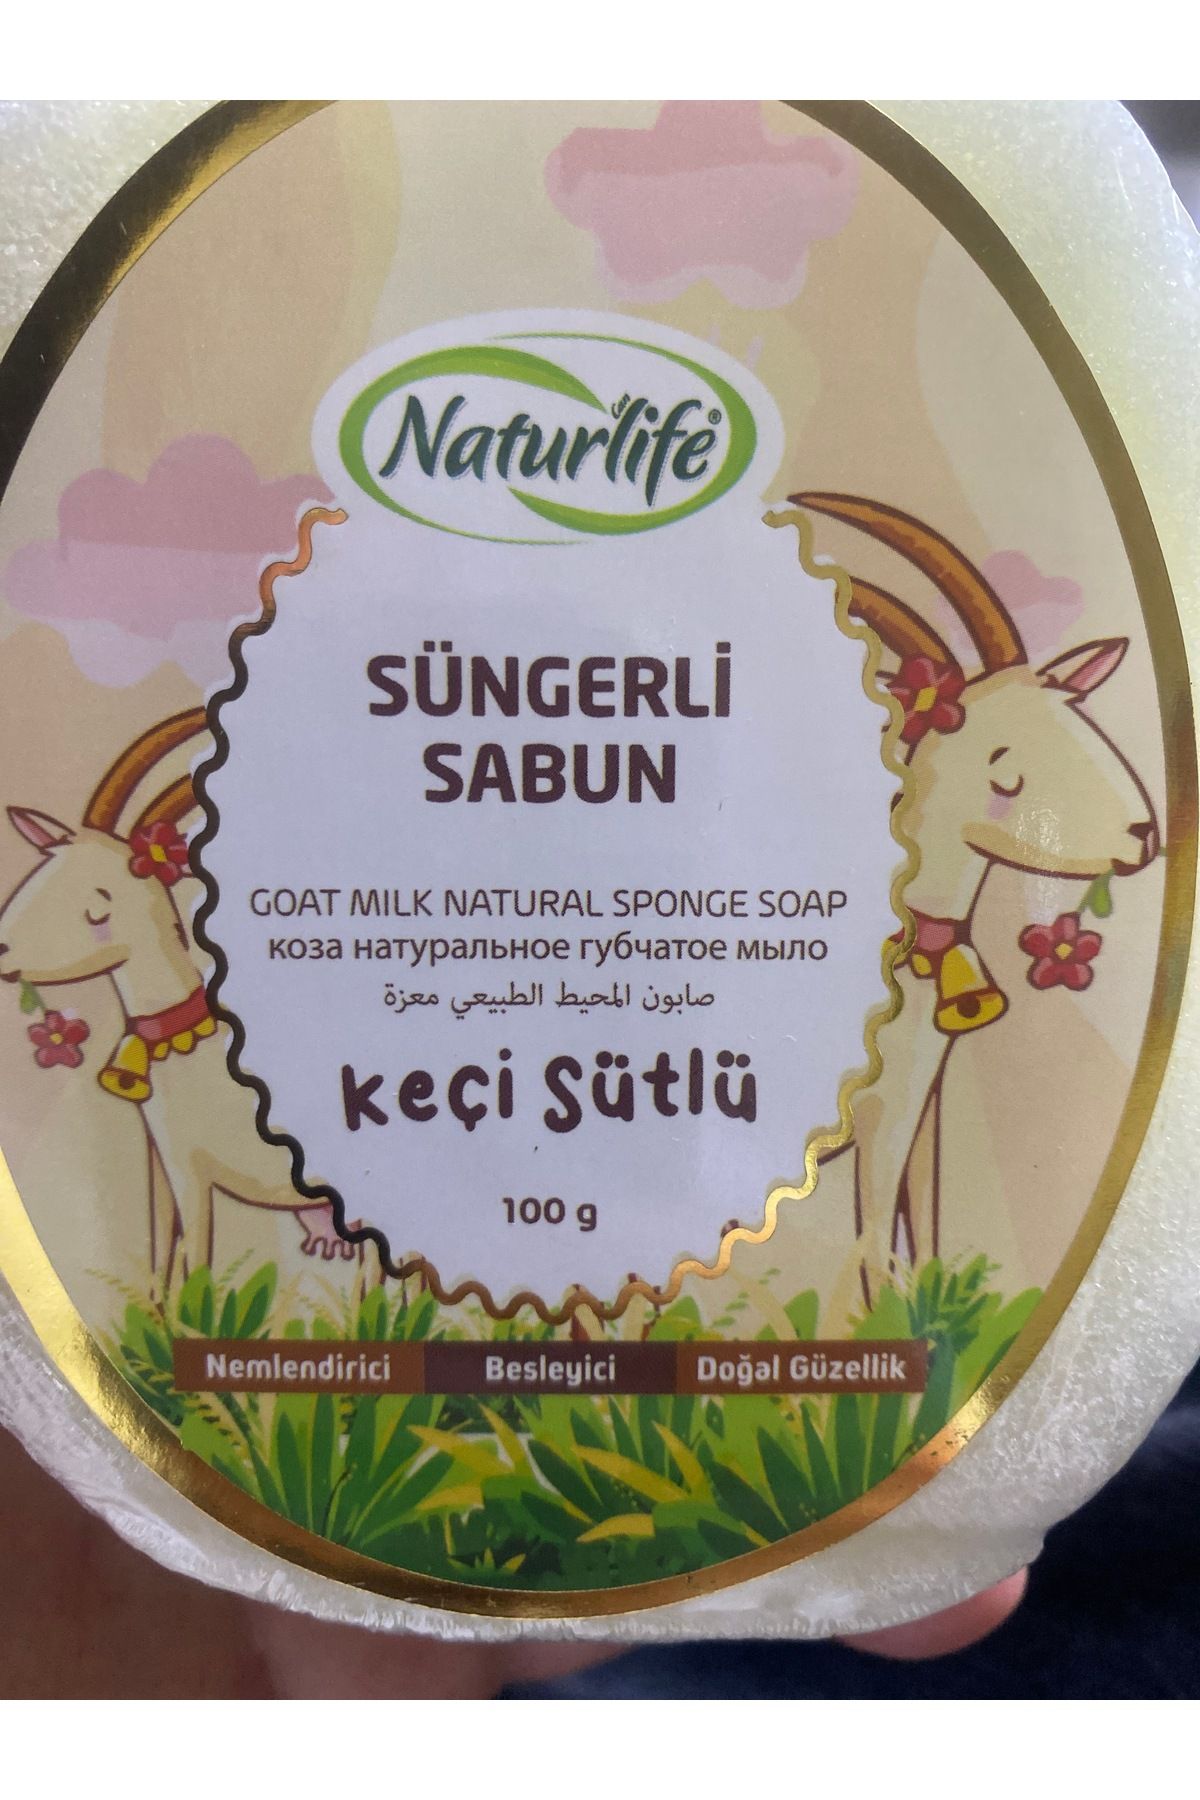 Can
Naturlife®
SÜNGERLİ
SABUN
GOAT MILK NATURAL SPONGE SOAP
коза натуральное губчатое мыло
صابون المحيط الطبيعي معزة
Keçi Sütlü
100 g
Nemlendirici Besleyici Doğal Güzellik